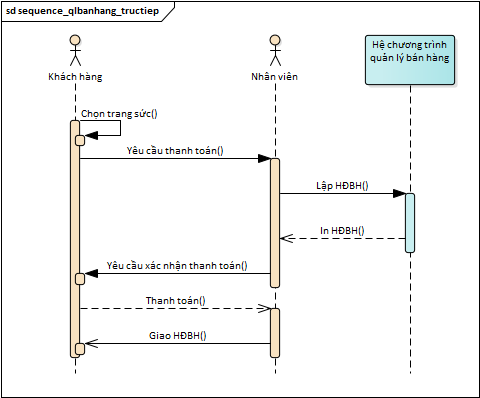 sd sequence_qlbanhang_tructiep
Khách hàng
Nhân viên
Hệ chương trình
quản lý bán hàng
Chọn trang sức()
Yêu cầu thanh toán()
Lập HĐBH()
In HĐBH()
Yêu cầu xác nhận thanh toán()
Thanh toán()
Giao HĐBH()